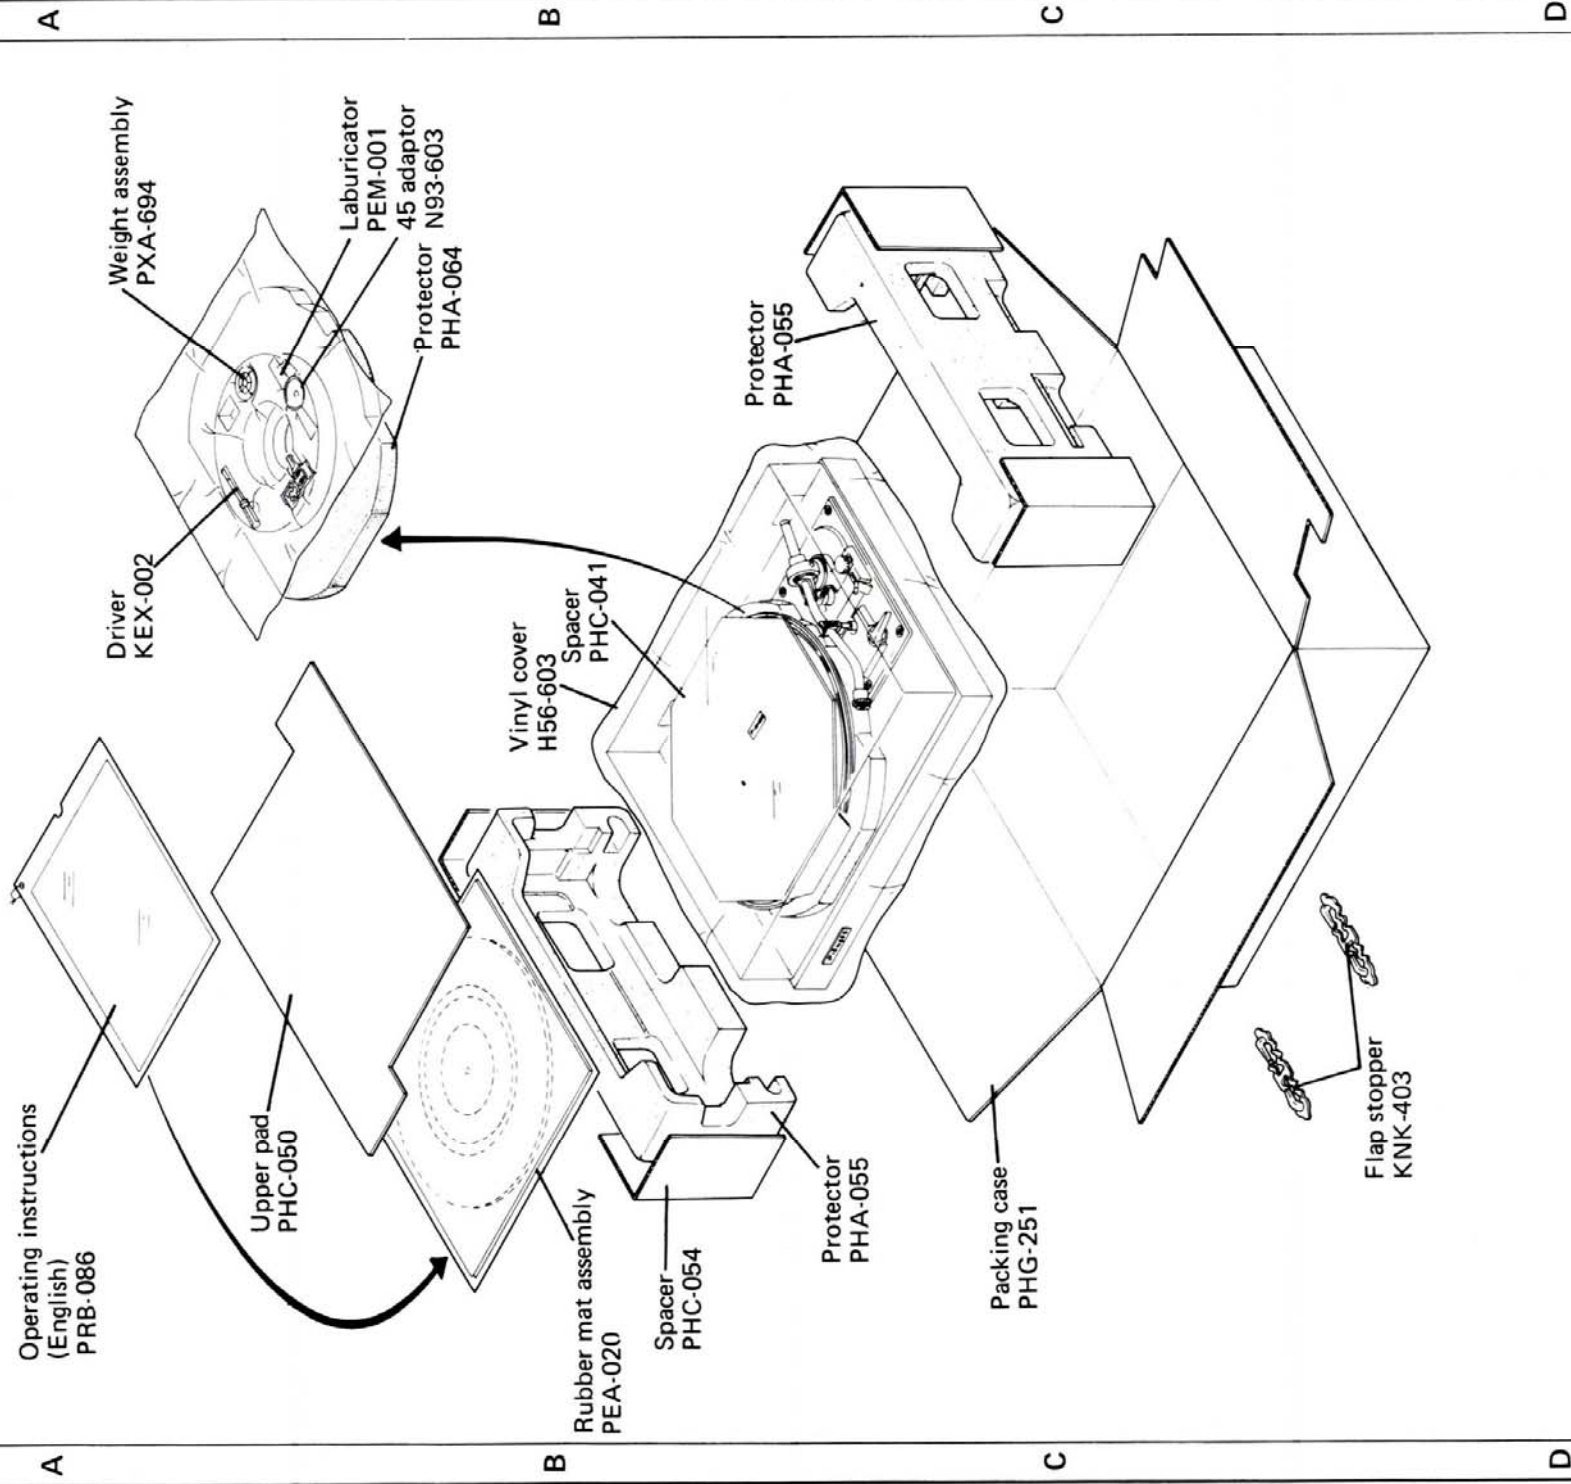 A
B
C
D
Operating instructions
(English)
PRB-086
Upper pad
PHC-050
Rubber mat assembly
PEA-020
Spacer
PHC-054
Protector
PHA-055
Packing case
PHG-251
Flap stopper
KNK-403
Driver
KEX-002
Vinyl cover
H56-603
Spacer
PHC-041
Weight assembly
PXA-694
Laburicator
PEM-001
45 adaptor
N93-603
Protector
PHA-064
Protector
PHA-055
A
B
C
D